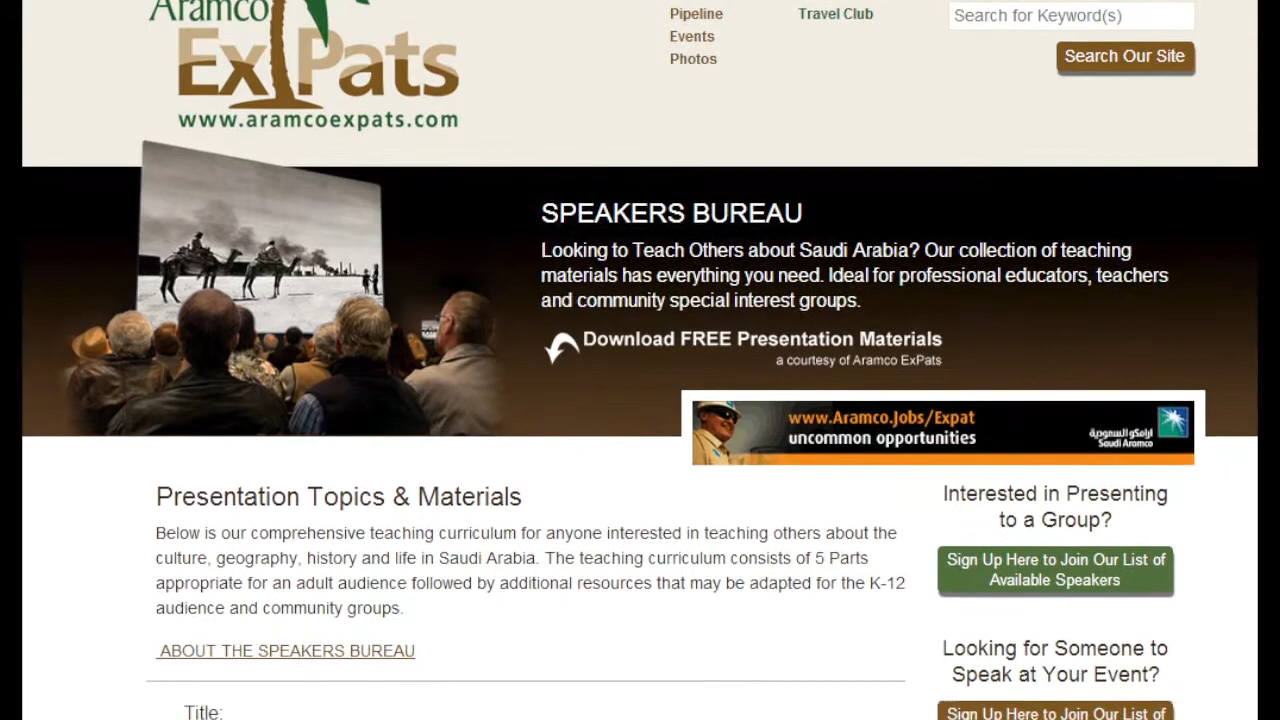 Aramco
ExPats
www.aramcoexpats.com
Pipeline
Events
Photos
Travel Club
Search for Keyword(s)
Search Our Site
SPEAKERS BUREAU
Looking to Teach Others about Saudi Arabia? Our collection of teaching
materials has everything you need. Ideal for professional educators, teachers
and community special interest groups.
Download FREE Presentation Materials
a courtesy of Aramco ExPats
www.Aramco.Jobs/Expat
uncommon opportunities
أرامكو السعودية
Saudi Aramco
Presentation Topics & Materials
Below is our comprehensive teaching curriculum for anyone interested in teaching others about the
culture, geography, history and life in Saudi Arabia. The teaching curriculum consists of 5 Parts
appropriate for an adult audience followed by additional resources that may be adapted for the K-12
audience and community groups.
ABOUT THE SPEAKERS BUREAU
Title:
Interested in Presenting
to a Group?
Sign Up Here to Join Our List of
Available Speakers
Looking for Someone to
Speak at Your Event?
Sign Up Here to Join Our List of